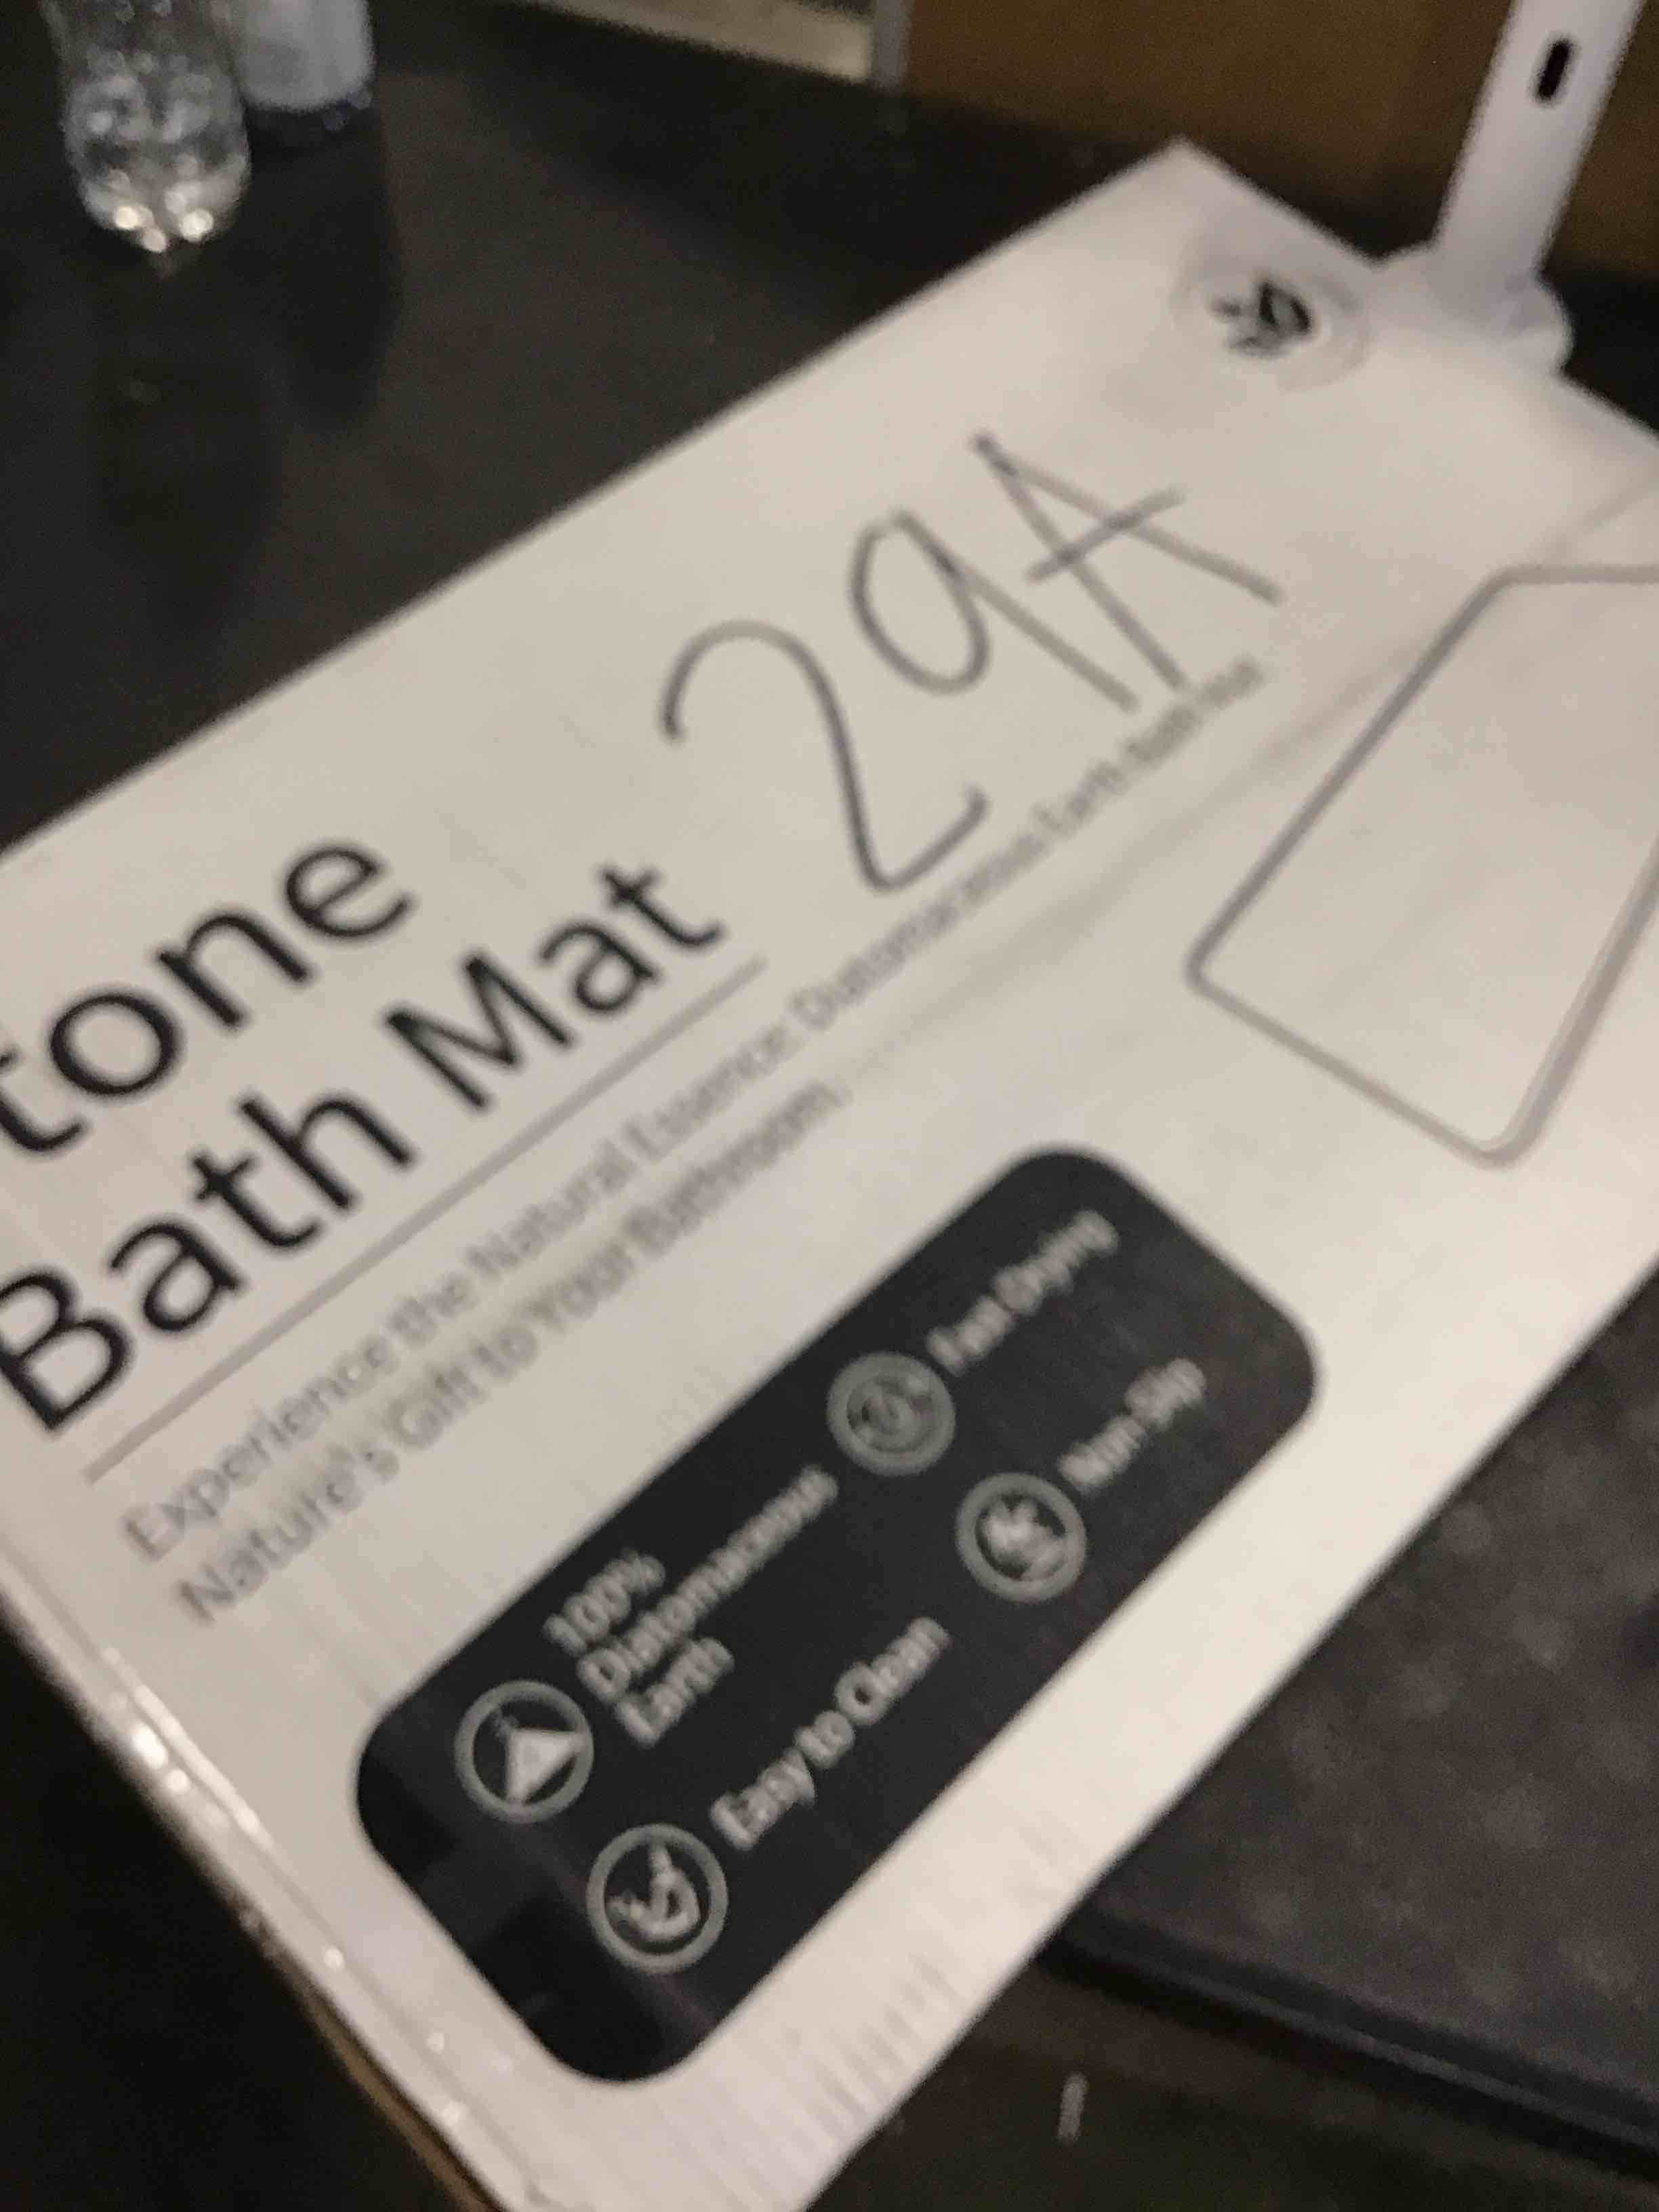 tone
Bath Mat
29A
Experience the Natural Essence: Diatomaceous Earth Bath Mat
Nature's Gift to Your Bathroom.
100%
Diatomaceous
Earth
Fast Drying
Easy to Clean
Non-Slip